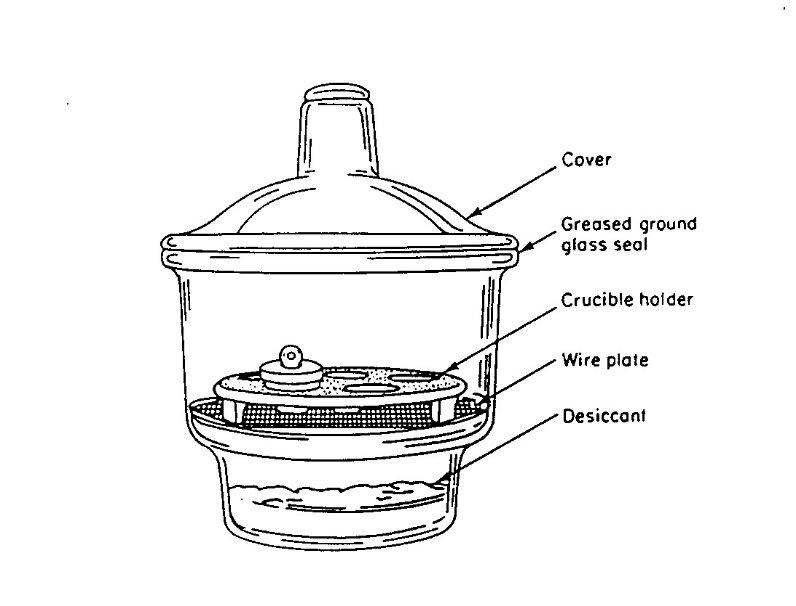 Cover
Greased ground
glass seal
Crucible holder
Wire plate
Desiccant